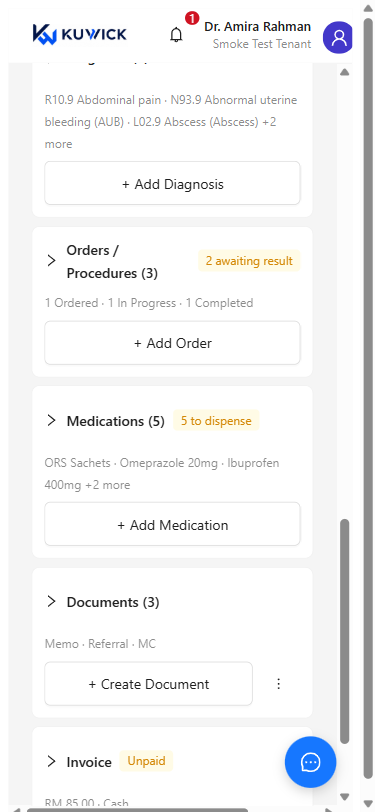 KUWICK
1
Dr. Amira Rahman
Smoke Test Tenant
R10.9 Abdominal pain · N93.9 Abnormal uterine
bleeding (AUB) · L02.9 Abscess (Abscess) +2
more
+ Add Diagnosis
Orders /
Procedures (3)
2 awaiting result
1 Ordered · 1 In Progress · 1 Completed
+ Add Order
Medications (5)
5 to dispense
ORS Sachets · Omeprazole 20mg · Ibuprofen
400mg +2 more
+ Add Medication
Documents (3)
Memo · Referral · MC
+ Create Document
Invoice
Unpaid
RM 85.00 · Cash